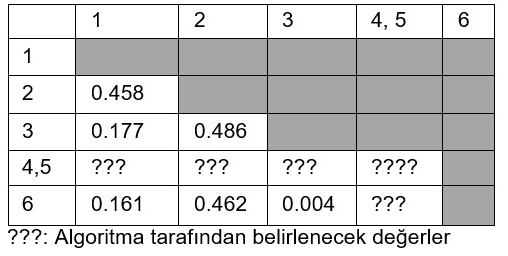 1 2 3 4, 5 6
1
2 0.458
3 0.177 0.486
4,5 ??? ??? ??? ????
6 0.161 0.462 0.004 ???
???: Algoritma tarafından belirlenecek değerler